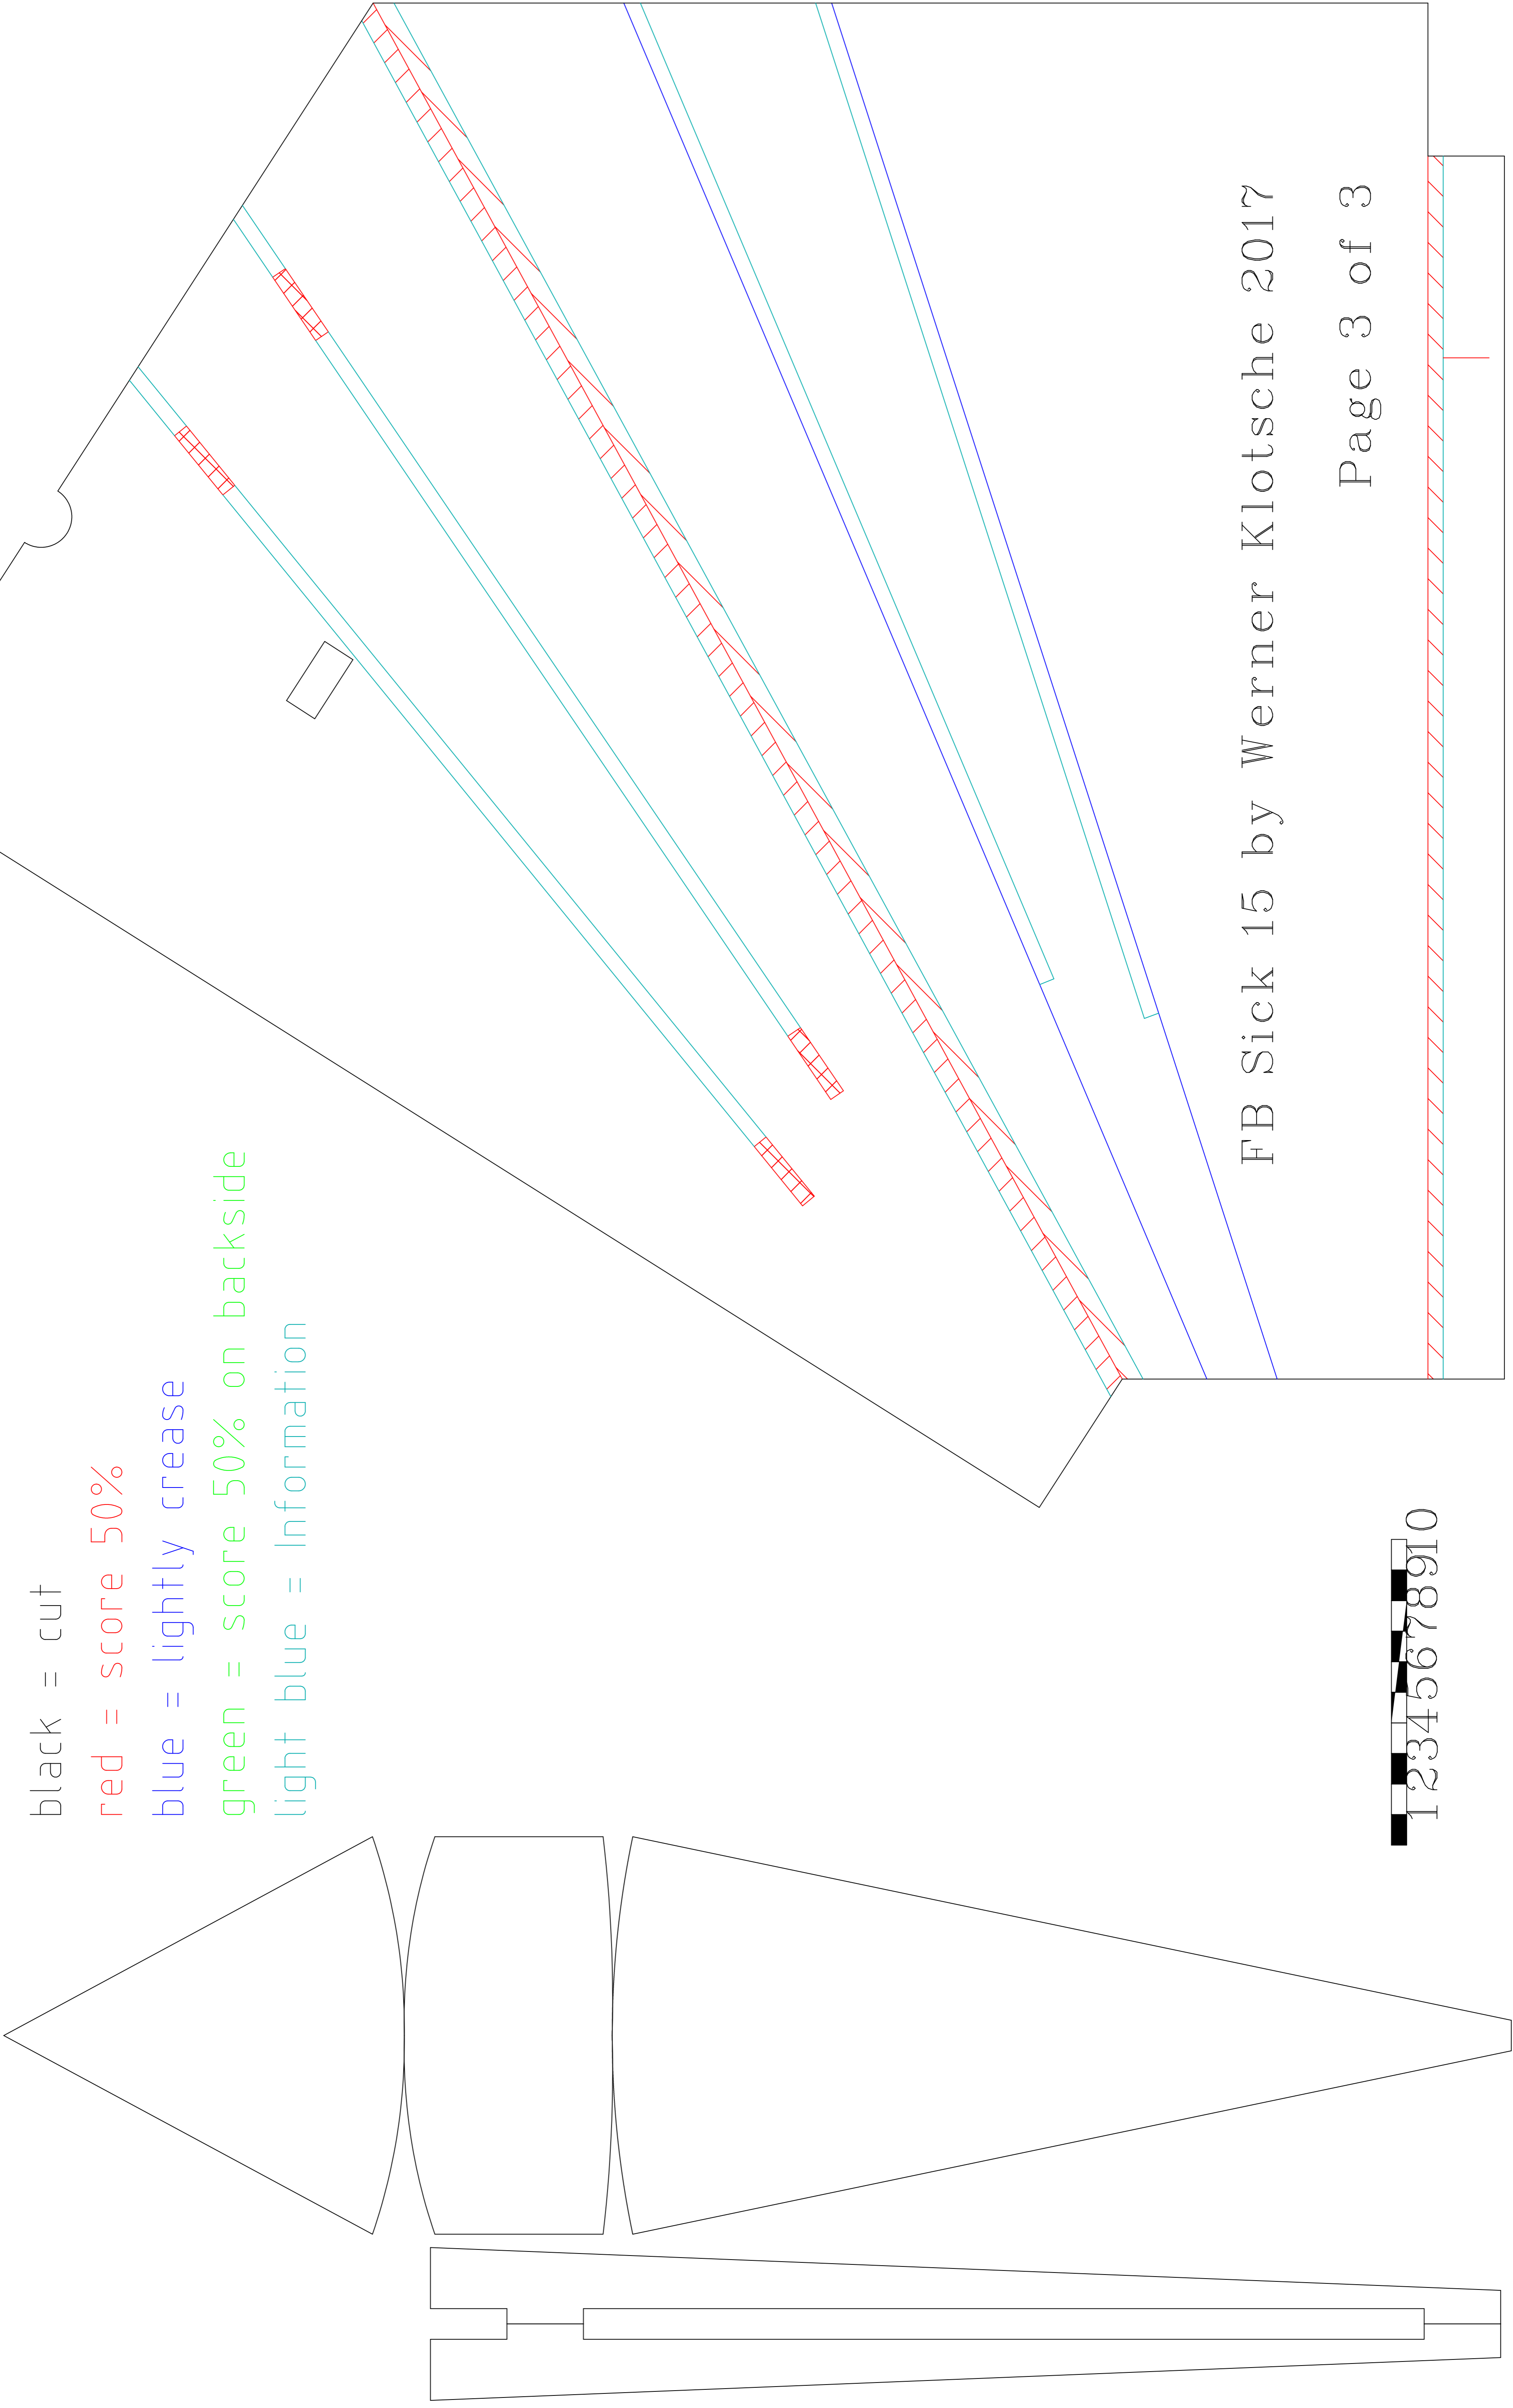 black = cut
red = score 50%
blue = lightly crease
green = score 50% on backside
light blue = Information
FB Sick 15 by Werner Klotsche 2017
Page 3 of 3
12345678910